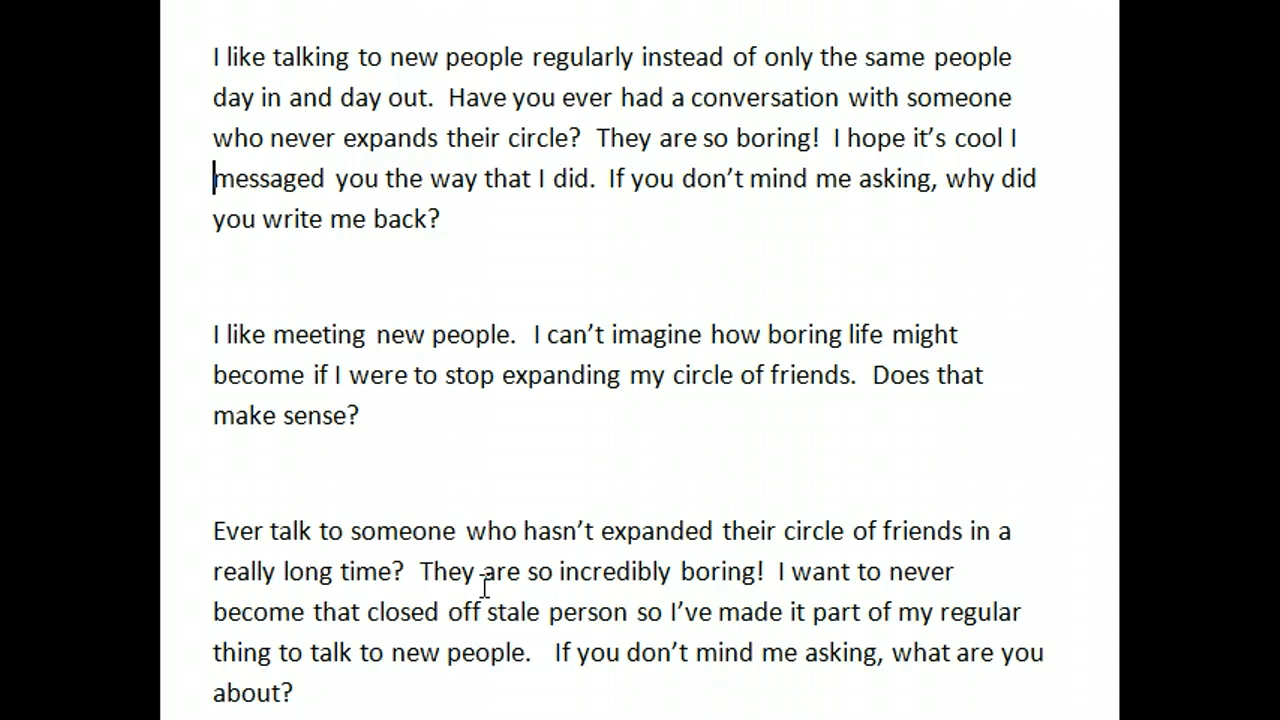 I like talking to new people regularly instead of only the same people
day in and day out.  Have you ever had a conversation with someone
who never expands their circle?  They are so boring!  I hope it’s cool I
messaged you the way that I did.  If you don’t mind me asking, why did
you write me back?
I like meeting new people.  I can’t imagine how boring life might
become if I were to stop expanding my circle of friends.  Does that
make sense?
Ever talk to someone who hasn’t expanded their circle of friends in a
really long time?  They are so incredibly boring!  I want to never
become that closed off stale person so I’ve made it part of my regular
thing to talk to new people.   If you don’t mind me asking, what are you
about?